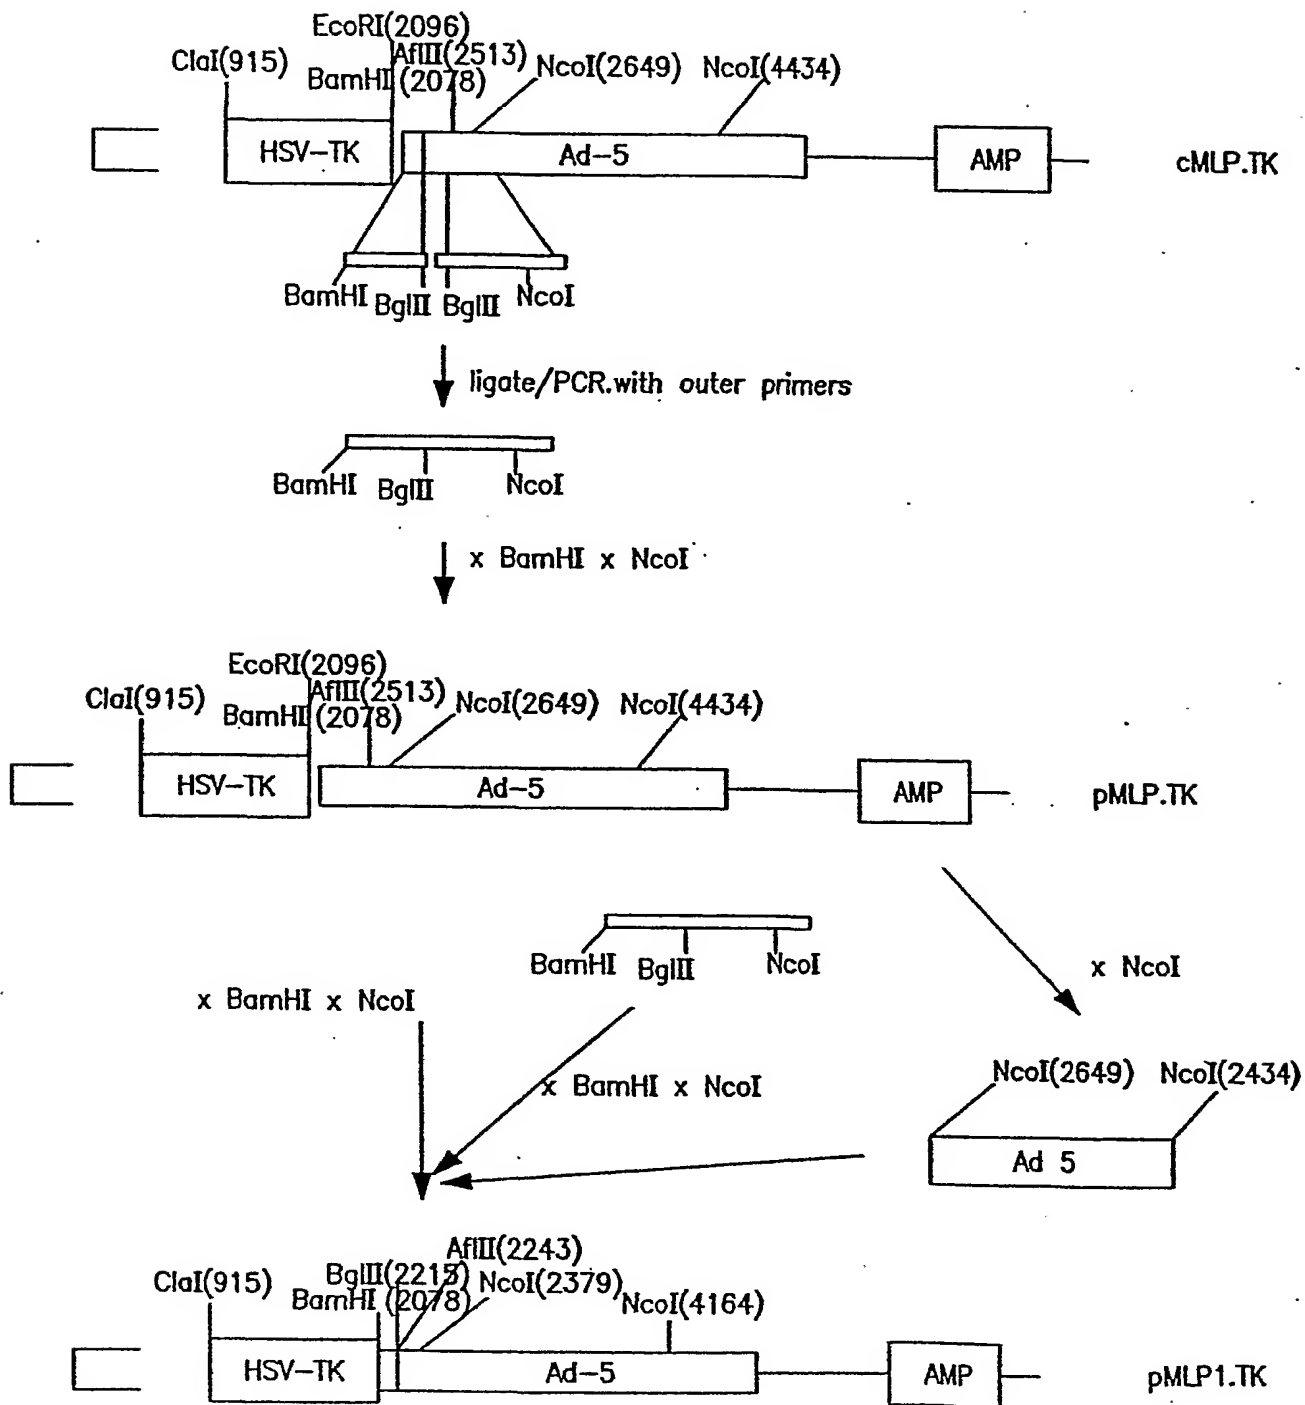 EcoRI(2096)
ClaI(915) AflII(2513) NcoI(2649) NcoI(4434)
BamHI (2078)
HSV-TK Ad-5 AMP cMLP.TK
BamHI BglII BglII NcoI
ligate/PCR.with outer primers
BamHI BglII NcoI
x BamHI x NcoI
EcoRI(2096)
ClaI(915) AflII(2513) NcoI(2649) NcoI(4434)
BamHI (2078)
HSV-TK Ad-5 AMP pMLP.TK
BamHI BglII NcoI
x NcoI
x BamHI x NcoI
x BamHI x NcoI
NcoI(2649) NcoI(2434)
Ad 5
AflII(2243)
ClaI(915) BglII(2215) NcoI(2379)
BamHI (2078) NcoI(4164)
HSV-TK Ad-5 AMP pMLP1.TK